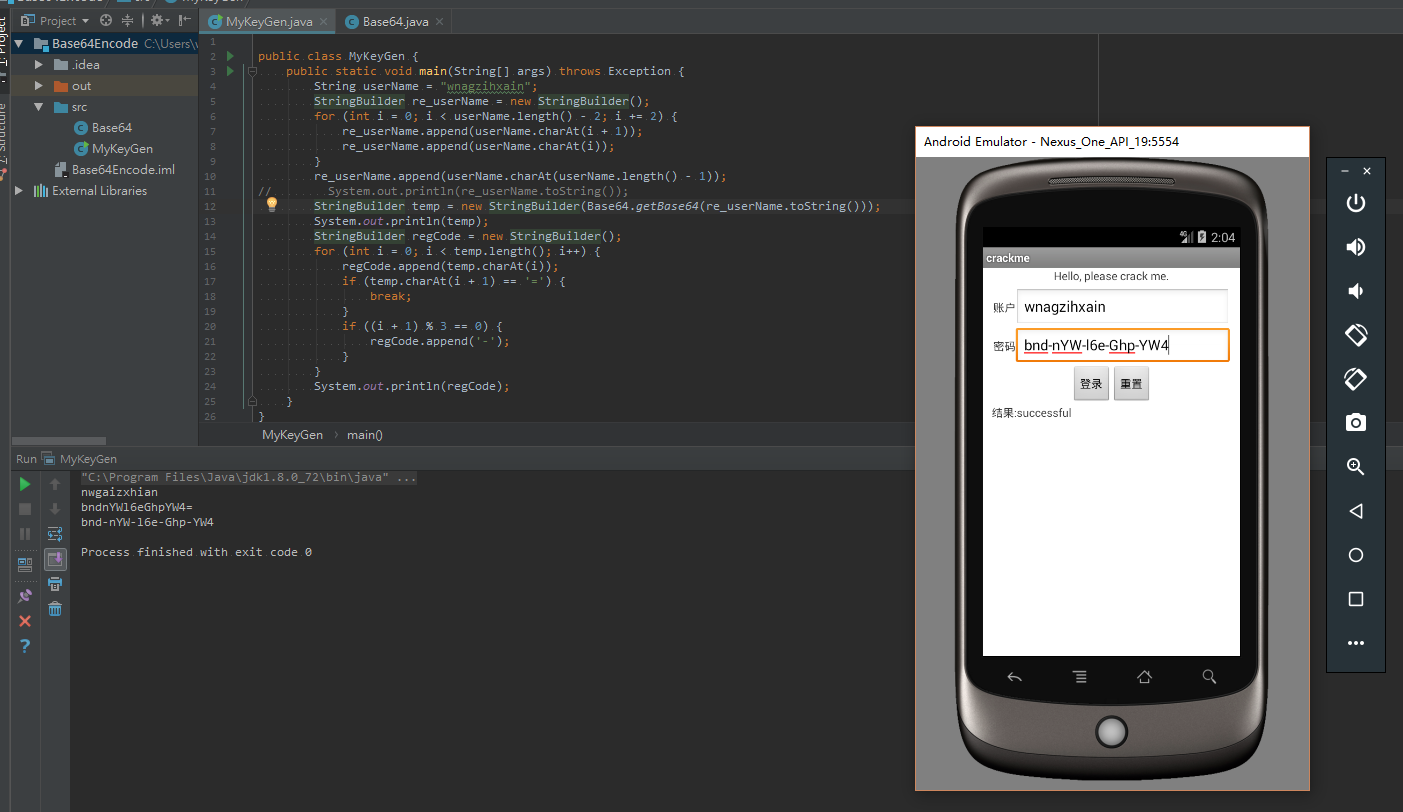 Project
MyKeyGen.java
Base64.java
Base64Encode C:\Users\
.idea
out
src
Base64
MyKeyGen
Base64Encode.iml
External Libraries
1
2 public class MyKeyGen {
3 public static void main(String[] args) throws Exception {
4 String userName = "wnagzihxain";
5 StringBuilder re_userName = new StringBuilder();
6 for (int i = 0; i < userName.length() - 2; i += 2) {
7 re_userName.append(userName.charAt(i + 1));
8 re_userName.append(userName.charAt(i));
9 }
10 re_userName.append(userName.charAt(userName.length() - 1));
11 // System.out.println(re_userName.toString());
12 StringBuilder temp = new StringBuilder(Base64.getBase64(re_userName.toString()));
13 System.out.println(temp);
14 StringBuilder regCode = new StringBuilder();
15 for (int i = 0; i < temp.length(); i++) {
16 regCode.append(temp.charAt(i));
17 if (temp.charAt(i + 1) == '=') {
18 break;
19 }
20 if ((i + 1) % 3 == 0) {
21 regCode.append('-');
22 }
23 }
24 System.out.println(regCode);
25 }
26 }
MyKeyGen › main()
Run MyKeyGen
"C:\Program Files\Java\jdk1.8.0_72\bin\java" ...
nwgaizxhian
bndnYWl6eGhpYW4=
bnd-nYW-l6e-Ghp-YW4
Process finished with exit code 0
Android Emulator - Nexus_One_API_19:5554
4G 2:04
crackme
Hello, please crack me.
账户 wnagzihxain
密码 bnd-nYW-l6e-Ghp-YW4
登录 重置
结果:successful